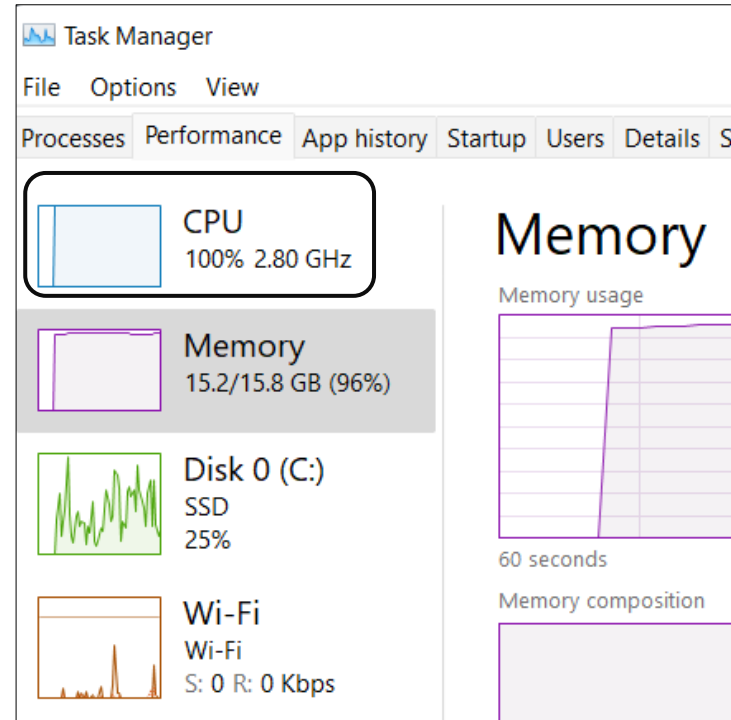 Task Manager
File Options View
Processes Performance App history Startup Users Details S
CPU
100% 2.80 GHz
Memory
15.2/15.8 GB (96%)
Disk 0 (C:)
SSD
25%
Wi-Fi
Wi-Fi
S: 0 R: 0 Kbps
Memory
Memory usage
60 seconds
Memory composition